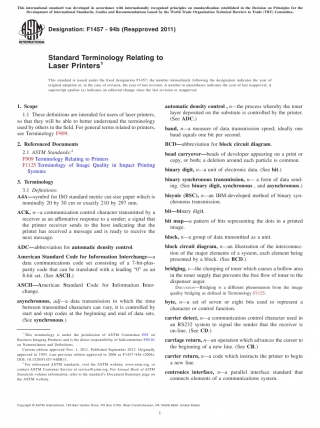 This international standard was developed in accordance with internationally recognized principles on standardization established in the Decision on Principles for the
Development of International Standards, Guides and Recommendations issued by the World Trade Organization Technical Barriers to Trade (TBT) Committee.
INTERNATIONAL
Designation: F1457 − 94b (Reapproved 2011)
Standard Terminology Relating to
Laser Printers¹
This standard is issued under the fixed designation F1457; the number immediately following the designation indicates the year of
original adoption or, in the case of revision, the year of last revision. A number in parentheses indicates the year of last reapproval. A
superscript epsilon (ε) indicates an editorial change since the last revision or reapproval.
1. Scope
1.1 These definitions are intended for users of laser printers,
so that they will be able to better understand the terminology
used by others in the field. For general terms related to printers,
see Terminology F909.
2. Referenced Documents
2.1 ASTM Standards:²
F909 Terminology Relating to Printers
F1125 Terminology of Image Quality in Impact Printing
Systems
3. Terminology
3.1 Definitions:
A4A—symbol for ISO standard metric cut-size paper which is
nominally 20 by 30 cm or exactly 210 by 297 mm.
ACK, n—a communication control character transmitted by a
receiver as an affirmative response to a sender; a signal that
the printer receiver sends to the host indicating that the
printer has received a message and is ready to receive the
next message.
ADC—abbreviation for automatic density control.
American Standard Code for Information Interchange—a
data communications code set consisting of a 7-bit-plus-
parity code that can be translated with a leading “0” as an
8-bit set. (See ASCII.)
ASCII—American Standard Code for Information Inter-
change.
asynchronous, adj—a data transmission in which the time
between transmitted characters can vary; it is controlled by
start and stop codes at the beginning and end of data sets.
(See synchronous.)
¹ This terminology is under the jurisdiction of ASTM Committee F05 on
Business Imaging Products and is the direct responsibility of Subcommittee
on Nomenclature and Definitions.
Current edition approved Nov. 1, 2011. Published September 2011. Originally
approved in 1993. Last previous edition approved in 2006 as F1457–94b (2006).
DOI: 10.1520/F1457-94BR11.
² For referenced ASTM standards, visit the ASTM website, www.astm.org, or
contact ASTM Customer Service at service@astm.org. For Annual Book of ASTM
Standards volume information, refer to the standard's Document Summary page on
the ASTM website.
automatic density control, n—the process whereby the toner
layer deposited on the substrate is controlled by the printer.
(See ADC.)
band, n—a measure of data transmission speed; ideally one
baud equals one bit per second.
BCD—abbreviation for block circuit diagram.
bead carryover—beads of developer appearing on a print or
copy, or both; a deletion around each particle is common.
binary digit, n—a unit of electronic data. (See bit.)
binary synchronous transmission, n— a form of data send-
ing. (See binary digit, synchronous , and asynchronous.)
bisync (BSC), n—an IBM-developed method of binary syn-
chronous transmission.
bit—binary digit.
bit map—a pattern of bits representing the dots in a printed
image.
block, n—a group of data transmitted as a unit.
block circuit diagram, n—an illustration of the interconnec-
tion of the major elements of a system, each element being
presented by a block. (See BCD.)
bridging, v—the clumping of toner which causes a hollow area
in the toner supply that prevents the free flow of toner to the
dispenser auger.
DISCUSSION—Bridging is a different phenomenon from the image
quality bridging as defined in Terminology F1125.
byte, n—a set of seven or eight bits used to represent a
character or control function.
carrier detect, n—a communication control character used in
an RS232 system to signal the sender that the receiver is
on-line. (See CD.)
carriage return, n—an operation which advances the cursor to
the beginning of a new line. (See CR.)
carrier return, n—a code which instructs the printer to begin
a new line.
centronics interface, n—a parallel interface standard that
connects elements of a communications system.
Copyright © ASTM International, 100 Barr Harbor Drive, PO Box C700, West Conshohocken, PA 19428-2959. United States
1